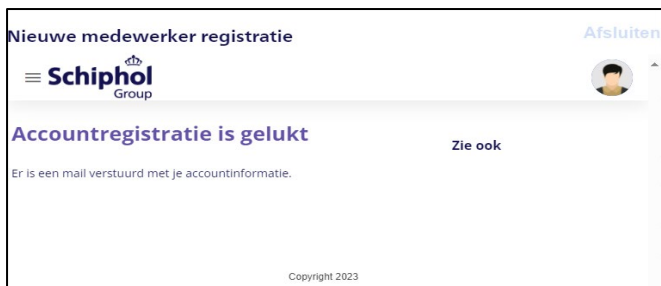 Nieuwe medewerker registratie
Afsluiten
Schiphol
Group
Accountregistratie is gelukt
Zie ook
Er is een mail verstuurd met je accountinformatie.
Copyright 2023